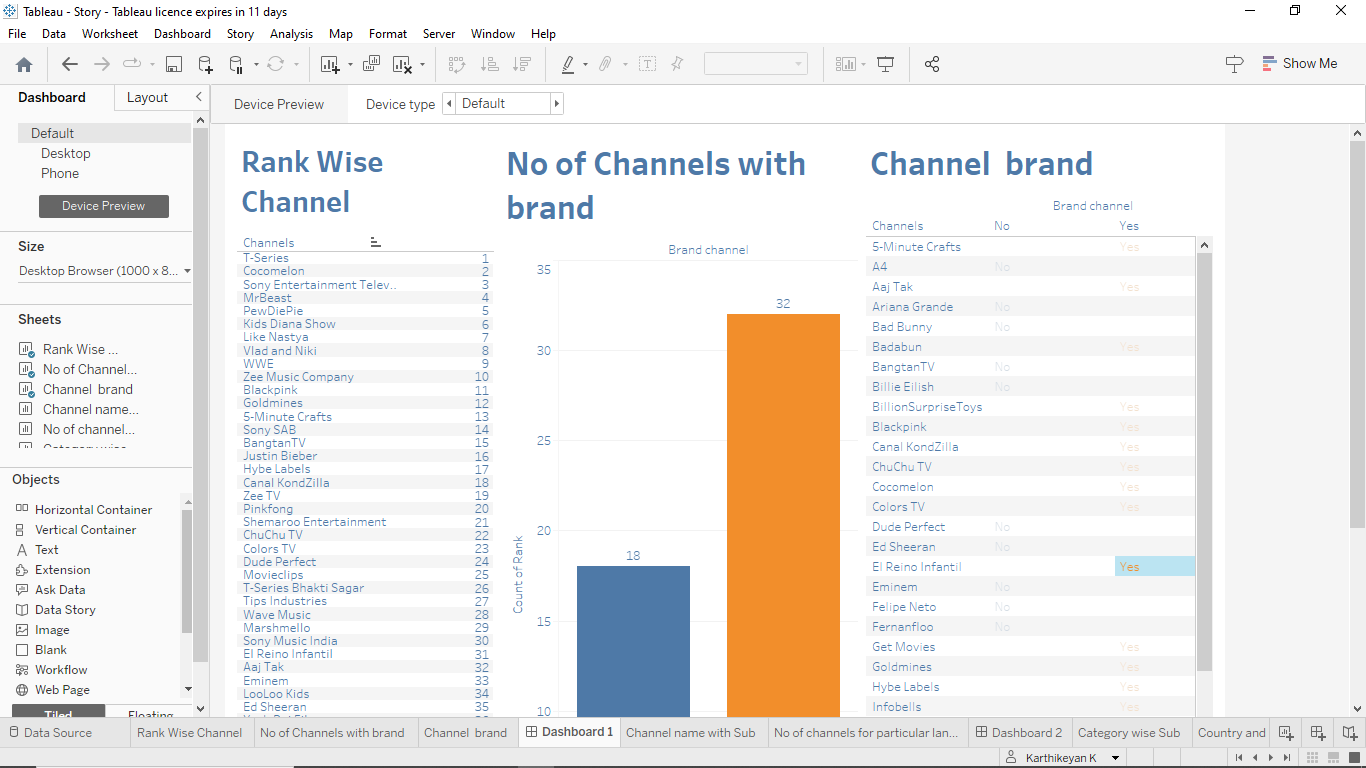 Tableau - Story - Tableau licence expires in 11 days
File Data Worksheet Dashboard Story Analysis Map Format Server Window Help
Show Me
Dashboard Layout
Device Preview Device type Default
Default
Desktop
Phone
Device Preview
Size
Desktop Browser (1000 x 8...
Sheets
Rank Wise ...
No of Channel...
Channel brand
Channel name...
No of channel...
Objects
Horizontal Container
Vertical Container
Text
Extension
Ask Data
Data Story
Image
Blank
Workflow
Web Page
Tiled Floating
Rank Wise
Channel
Channels
T-Series 1
Cocomelon 2
Sony Entertainment Telev.. 3
MrBeast 4
PewDiePie 5
Kids Diana Show 6
Like Nastya 7
Vlad and Niki 8
WWE 9
Zee Music Company 10
Blackpink 11
Goldmines 12
5-Minute Crafts 13
Sony SAB 14
BangtanTV 15
Justin Bieber 16
Hybe Labels 17
Canal KondZilla 18
Zee TV 19
Pinkfong 20
Shemaroo Entertainment 21
ChuChu TV 22
Colors TV 23
Dude Perfect 24
Movieclips 25
T-Series Bhakti Sagar 26
Tips Industries 27
Wave Music 28
Marshmello 29
Sony Music India 30
El Reino Infantil 31
Aaj Tak 32
Eminem 33
LooLoo Kids 34
Ed Sheeran 35
No of Channels with
brand
Brand channel
35
30
25
20
15
10
Count of Rank
18
32
Channel brand
Brand channel
Channels No Yes
5-Minute Crafts Yes
A4 No
Aaj Tak Yes
Ariana Grande No
Bad Bunny No
Badabun Yes
BangtanTV No
Billie Eilish No
BillionSurpriseToys Yes
Blackpink Yes
Canal KondZilla Yes
ChuChu TV Yes
Cocomelon Yes
Colors TV Yes
Dude Perfect No
Ed Sheeran No
El Reino Infantil Yes
Eminem No
Felipe Neto No
Fernanfloo No
Get Movies Yes
Goldmines Yes
Hybe Labels Yes
Infobells Yes
Data Source Rank Wise Channel No of Channels with brand Channel brand Dashboard 1 Channel name with Sub No of channels for particular lan... Dashboard 2 Category wise Sub Country and
Karthikeyan K